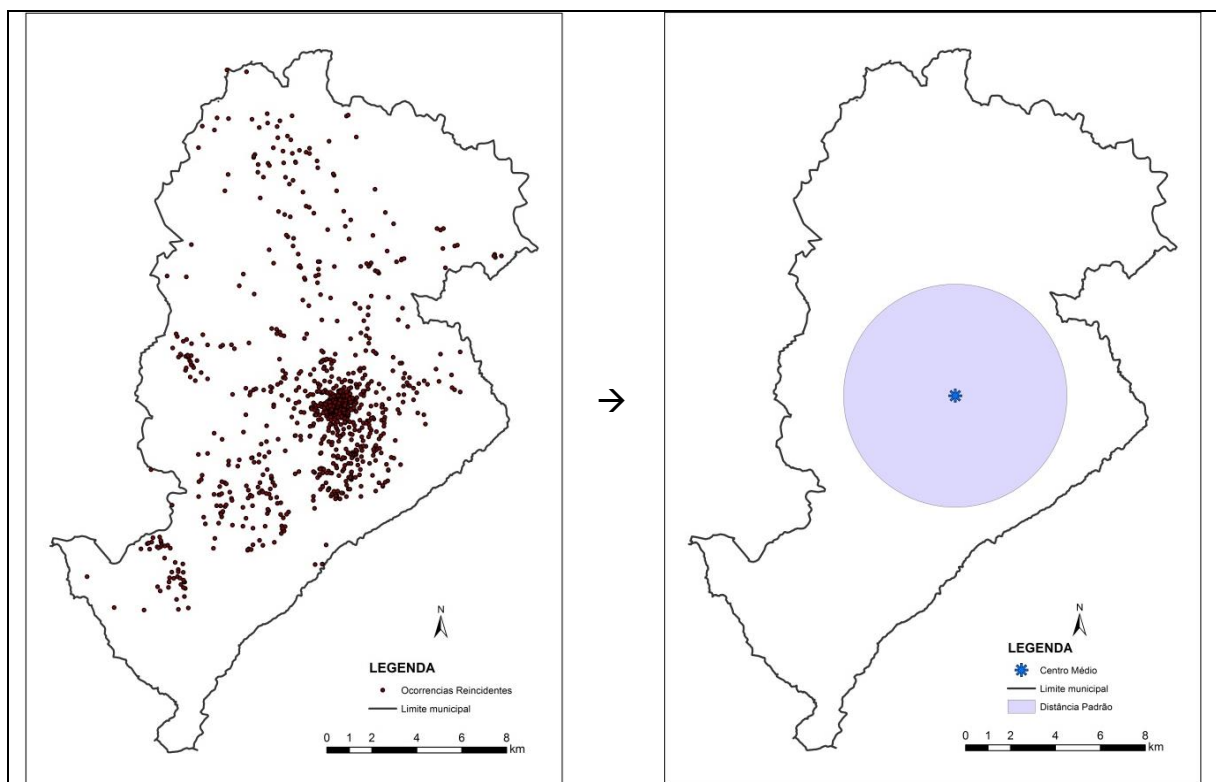 N
LEGENDA
Ocorrencias Reincidentes
Limite municipal
0 1 2 4 6 8
km
→
N
LEGENDA
Centro Médio
Limite municipal
Distância Padrão
0 1 2 4 6 8
km